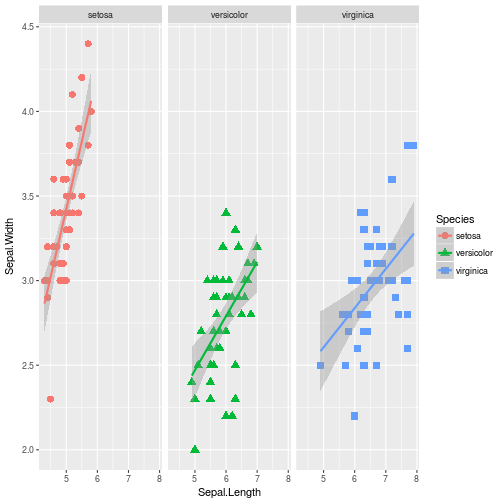 setosa versicolor virginica
4.5
4.0
3.5
3.0
2.5
2.0
Sepal.Width
5 6 7 8 5 6 7 8 5 6 7 8
Sepal.Length
Species
setosa
versicolor
virginica